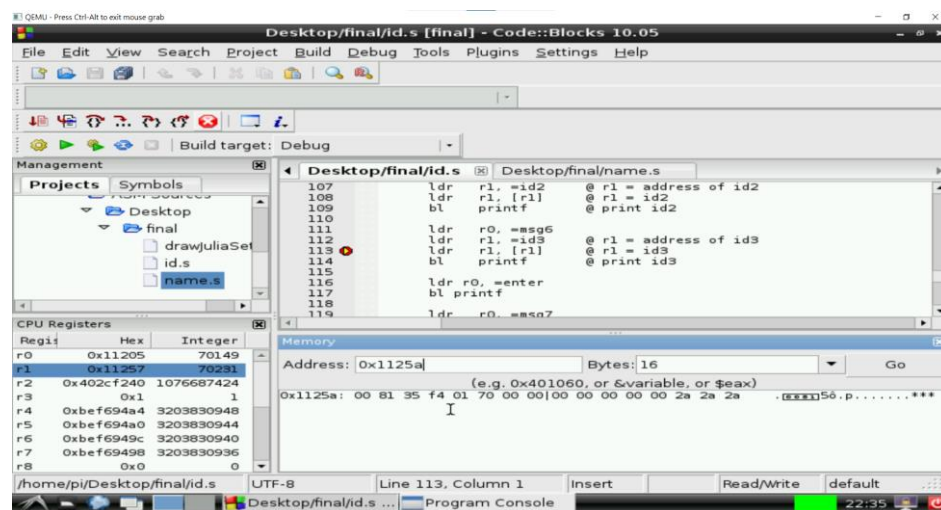 QEMU - Press Ctrl-Alt to exit mouse grab
Desktop/final/id.s [final] - Code::Blocks 10.05
File Edit View Search Project Build Debug Tools Plugins Settings Help
Build target: Debug
Management
Projects Symbols
Desktop
final
drawJuliaSet
id.s
name.s
Desktop/final/id.s Desktop/final/name.s
107 ldr r1, =id2 @ r1 = address of id2
108 ldr r1, [r1] @ r1 = id2
109 bl printf @ print id2
110
111 ldr r0, =msg6
112 ldr r1, =id3 @ r1 = address of id3
113 ldr r1, [r1] @ r1 = id3
114 bl printf @ print id3
115
116 ldr r0, =enter
117 bl printf
118
119 ldr r0, =msg7
CPU Registers
Regis Hex Integer
r0 0x11205 70149
r1 0x11257 70231
r2 0x402cf240 1076687424
r3 0x1 1
r4 0xbef694a4 3203830948
r5 0xbef694a0 3203830944
r6 0xbef6949c 3203830940
r7 0xbef69498 3203830936
r8 0x0 0
Memory
Address: 0x1125a Bytes: 16 Go
(e.g. 0x401060, or &variable, or $eax)
0x1125a: 00 81 35 f4 01 70 00 00|00 00 00 00 00 2a 2a 2a
/home/pi/Desktop/final/id.s UTF-8 Line 113, Column 1 Insert Read/Write default
Desktop/final/id.s ... Program Console 22:35